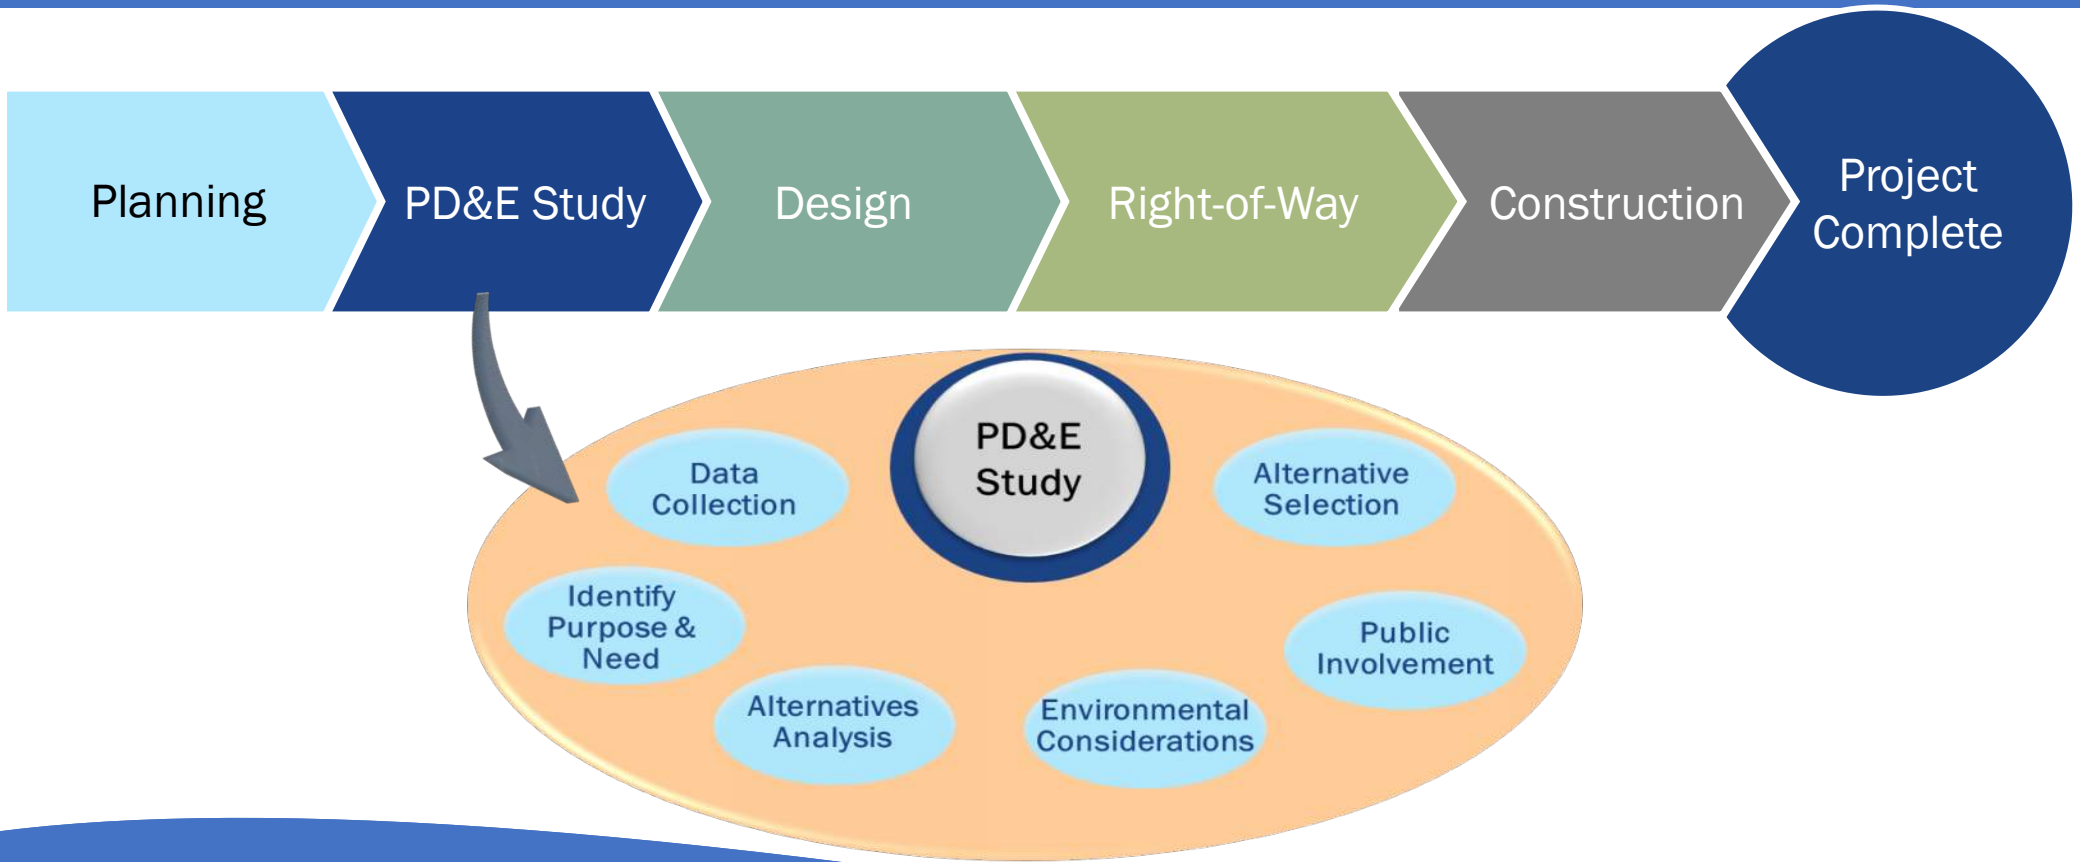 Planning
PD&E Study
Design
Right-of-Way
Construction
Project
Complete
PD&E
Study
Data
Collection
Alternative
Selection
Identify
Purpose &
Need
Public
Involvement
Alternatives
Analysis
Environmental
Considerations